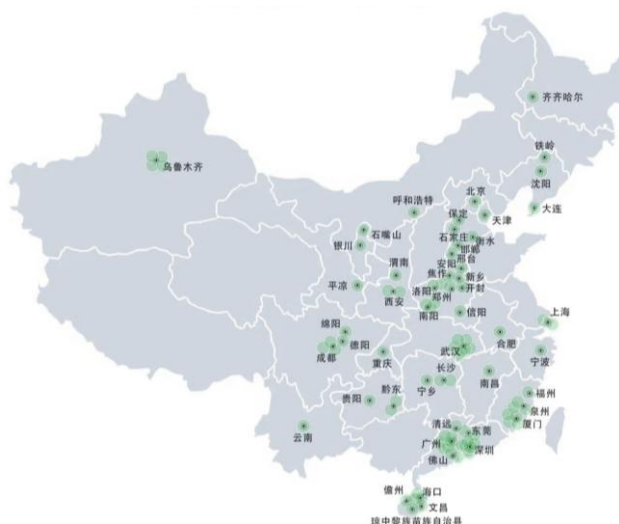 齐齐哈尔
铁岭
乌鲁木齐
沈阳
北京
呼和浩特
大连
保定
天津
石嘴山
石家庄
衡水
银川
邯郸
邢台
安阳
渭南
焦作
新乡
平凉
洛阳
开封
西安
郑州
南阳
信阳
上海
绵阳
德阳
合肥
成都
武汉
宁波
重庆
长沙
南昌
宁乡
福州
贵阳
黔东
泉州
云南
清远
东莞
厦门
广州
深圳
佛山
儋州
海口
文昌
琼中黎族苗族自治县